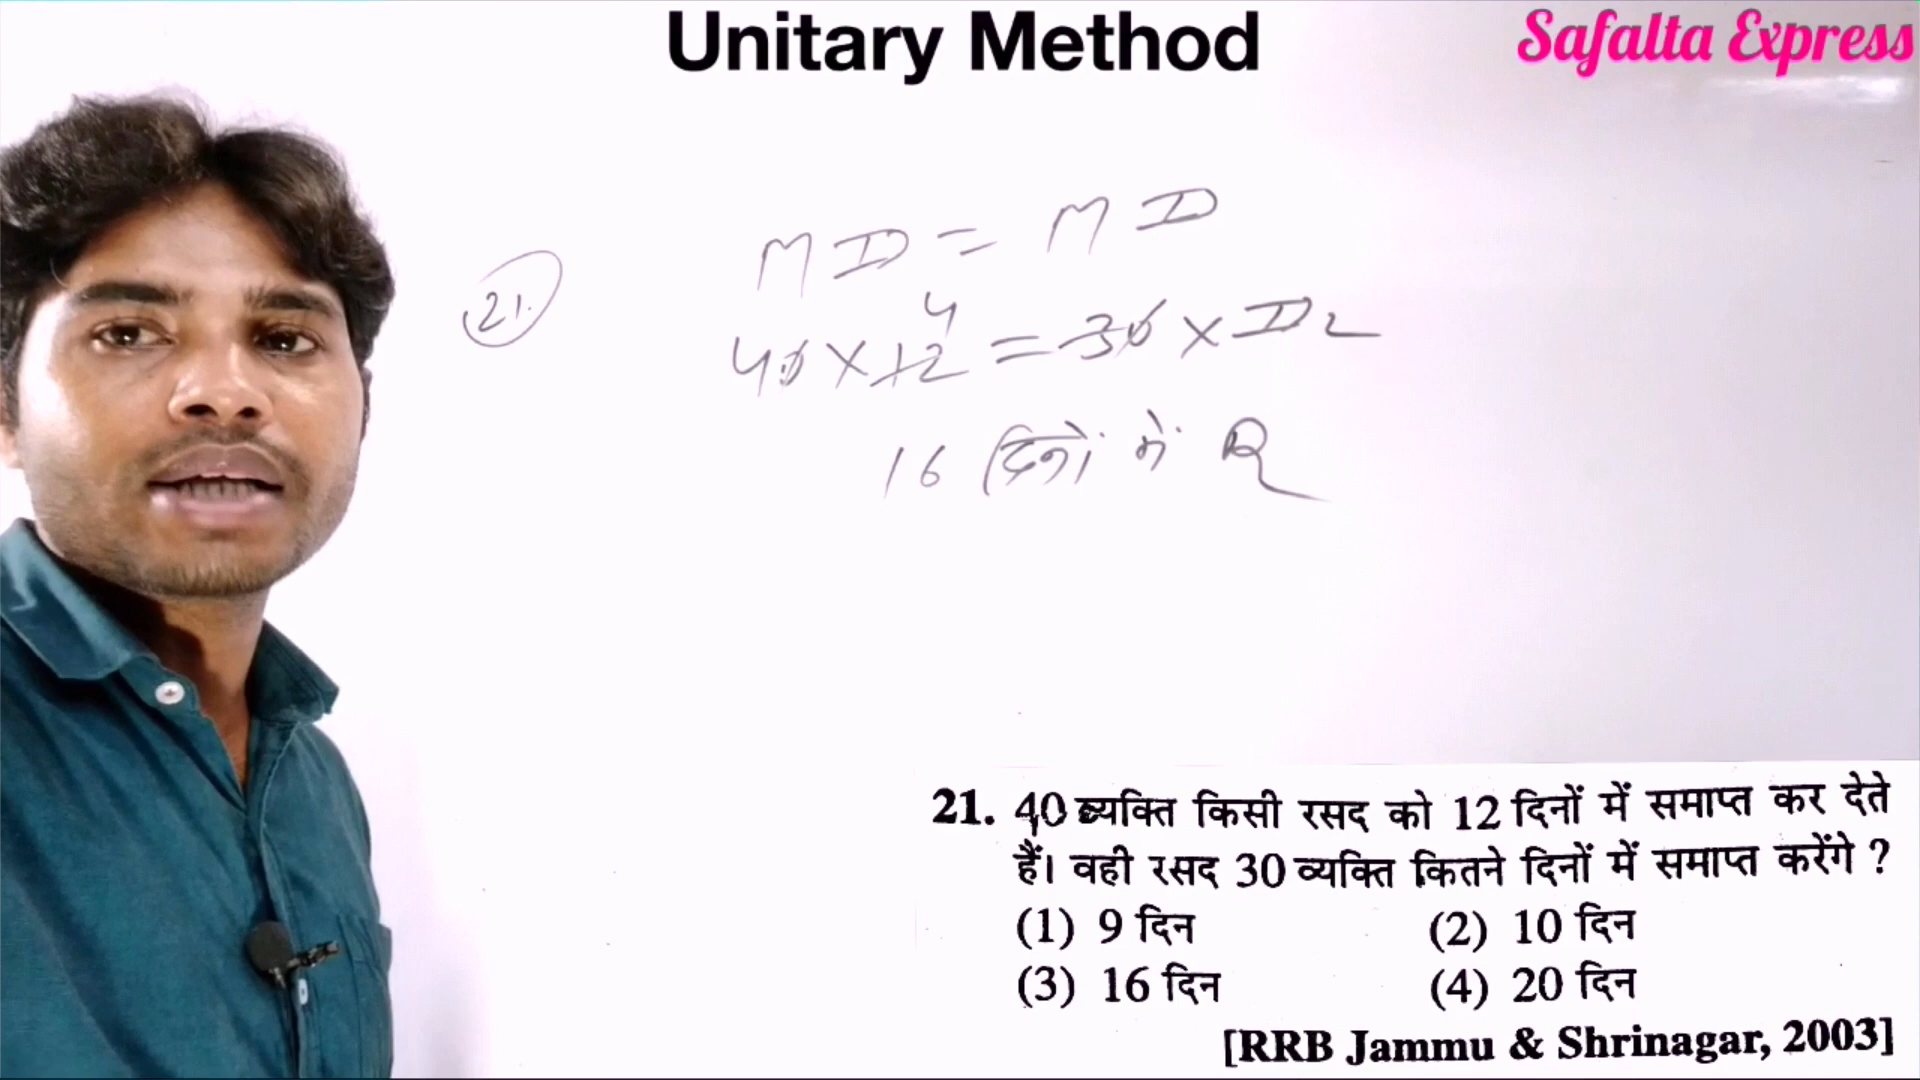 Unitary Method
Safalta Express
21.
MD = MD
4
40 × 12 = 30 × D2
16 दिनों में
21. 40 व्यक्ति किसी रसद को 12 दिनों में समाप्त कर देते
हैं। वही रसद 30 व्यक्ति कितने दिनों में समाप्त करेंगे ?
(1) 9 दिन (2) 10 दिन
(3) 16 दिन (4) 20 दिन
[RRB Jammu & Shrinagar, 2003]